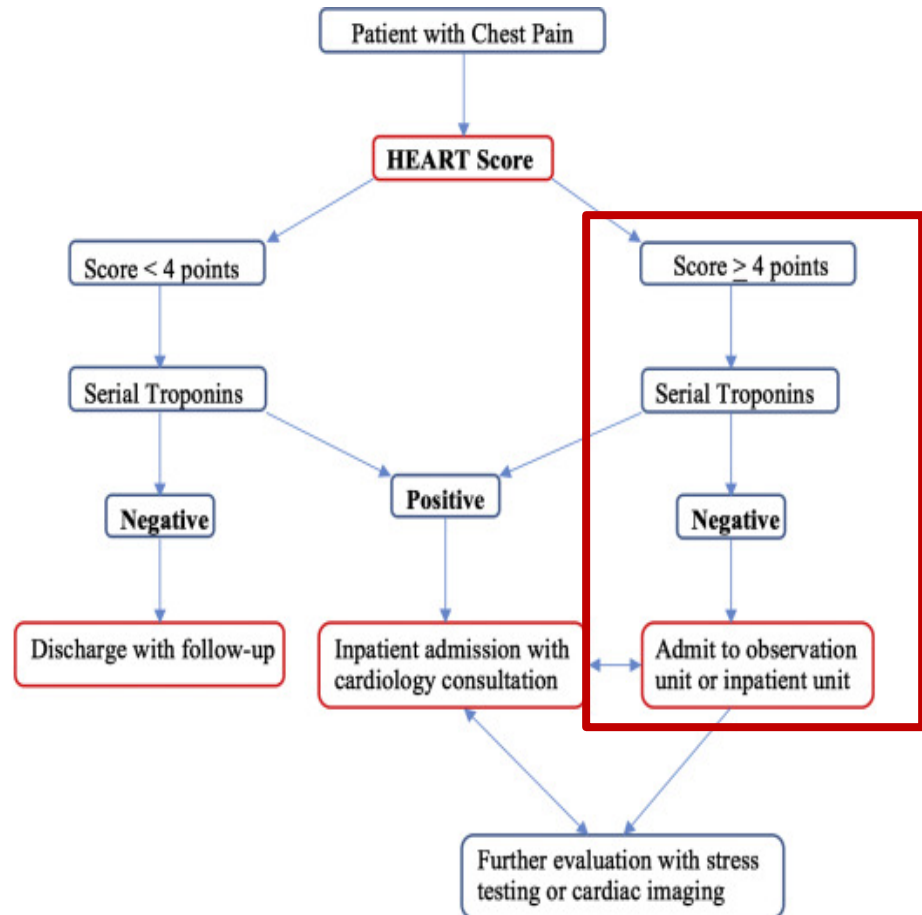 Patient with Chest Pain
HEART Score
Score < 4 points
Score ≥ 4 points
Serial Troponins
Serial Troponins
Negative
Positive
Negative
Discharge with follow-up
Inpatient admission with
cardiology consultation
Admit to observation
unit or inpatient unit
Further evaluation with stress
testing or cardiac imaging